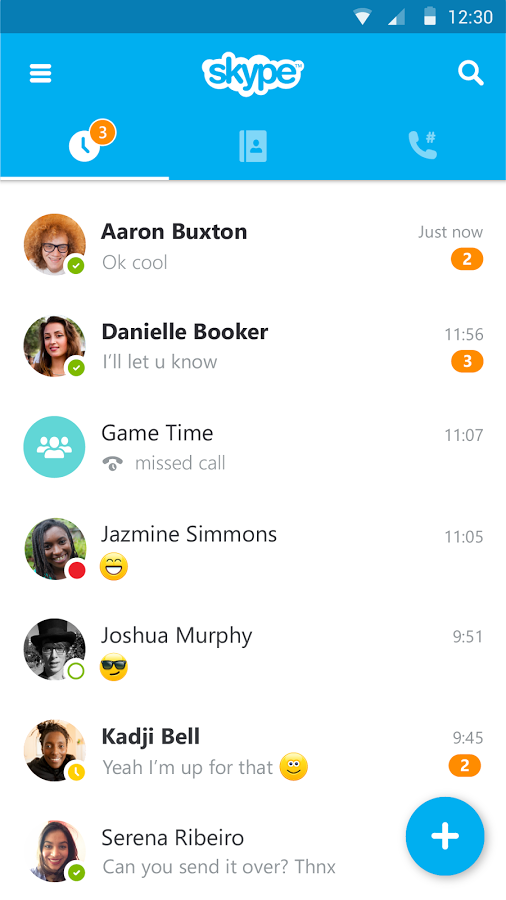 12:30
skype™
3
#
Aaron Buxton
Just now
Ok cool
2
Danielle Booker
11:56
I'll let u know
3
Game Time
11:07
missed call
Jazmine Simmons
11:05
Joshua Murphy
9:51
Kadji Bell
9:45
Yeah I'm up for that
2
Serena Ribeiro
Can you send it over? Thnx